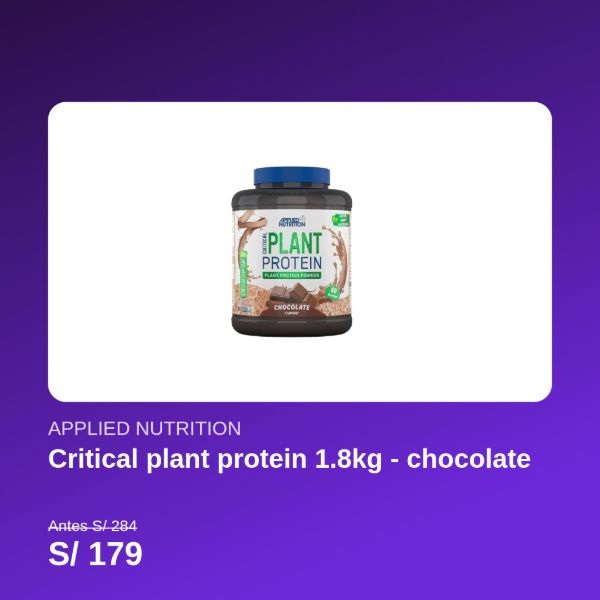 APPLIED
NUTRITION
CRITICAL
PLANT
PROTEIN
PLANT PROTEIN POWDER
CHOCOLATE
FLAVOUR
APPLIED NUTRITION
Critical plant protein 1.8kg - chocolate
Antes S/ 284
S/ 179